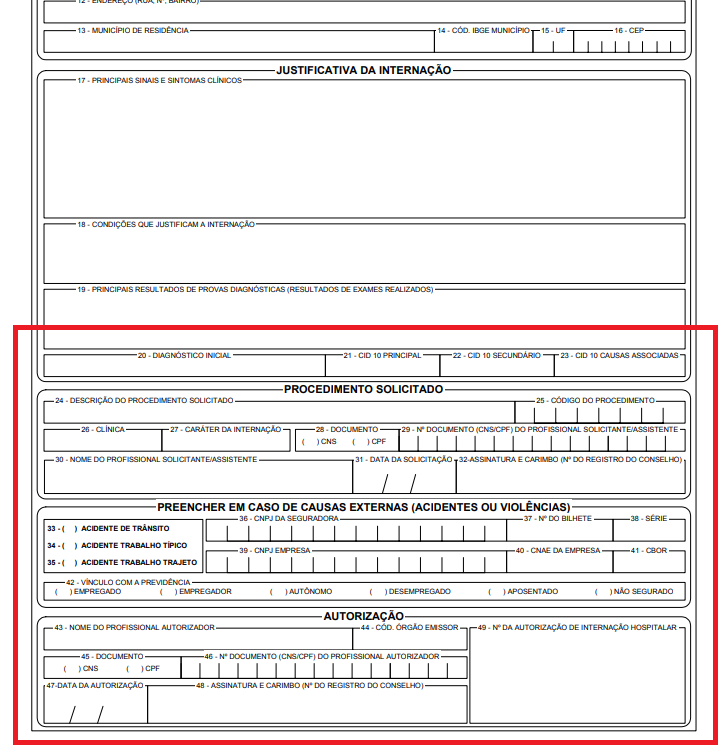 12 - ENDEREÇO (RUA, Nº, BAIRRO)
13 - MUNICÍPIO DE RESIDÊNCIA
14 - CÓD. IBGE MUNICÍPIO
15 - UF
16 - CEP
JUSTIFICATIVA DA INTERNAÇÃO
17 - PRINCIPAIS SINAIS E SINTOMAS CLÍNICOS
18 - CONDIÇÕES QUE JUSTIFICAM A INTERNAÇÃO
19 - PRINCIPAIS RESULTADOS DE PROVAS DIAGNÓSTICAS (RESULTADOS DE EXAMES REALIZADOS)
20 - DIAGNÓSTICO INICIAL
21 - CID 10 PRINCIPAL
22 - CID 10 SECUNDÁRIO
23 - CID 10 CAUSAS ASSOCIADAS
PROCEDIMENTO SOLICITADO
24 - DESCRIÇÃO DO PROCEDIMENTO SOLICITADO
25 - CÓDIGO DO PROCEDIMENTO
26 - CLÍNICA
27 - CARÁTER DA INTERNAÇÃO
28 - DOCUMENTO
( ) CNS ( ) CPF
29 - Nº DOCUMENTO (CNS/CPF) DO PROFISSIONAL SOLICITANTE/ASSISTENTE
30 - NOME DO PROFISSIONAL SOLICITANTE/ASSISTENTE
31 - DATA DA SOLICITAÇÃO
/ /
32-ASSINATURA E CARIMBO (Nº DO REGISTRO DO CONSELHO)
PREENCHER EM CASO DE CAUSAS EXTERNAS (ACIDENTES OU VIOLÊNCIAS)
33 - ( ) ACIDENTE DE TRÂNSITO
34 - ( ) ACIDENTE TRABALHO TÍPICO
35 - ( ) ACIDENTE TRABALHO TRAJETO
36 - CNPJ DA SEGURADORA
37 - Nº DO BILHETE
38 - SÉRIE
39 - CNPJ EMPRESA
40 - CNAE DA EMPRESA
41 - CBOR
42 - VÍNCULO COM A PREVIDÊNCIA
( ) EMPREGADO ( ) EMPREGADOR ( ) AUTÔNOMO ( ) DESEMPREGADO ( ) APOSENTADO ( ) NÃO SEGURADO
AUTORIZAÇÃO
43 - NOME DO PROFISSIONAL AUTORIZADOR
44 - CÓD. ÓRGÃO EMISSOR
49 - Nº DA AUTORIZAÇÃO DE INTERNAÇÃO HOSPITALAR
45 - DOCUMENTO
( ) CNS ( ) CPF
46 - Nº DOCUMENTO (CNS/CPF) DO PROFISSIONAL AUTORIZADOR
47-DATA DA AUTORIZAÇÃO
/ /
48 - ASSINATURA E CARIMBO (Nº DO REGISTRO DO CONSELHO)